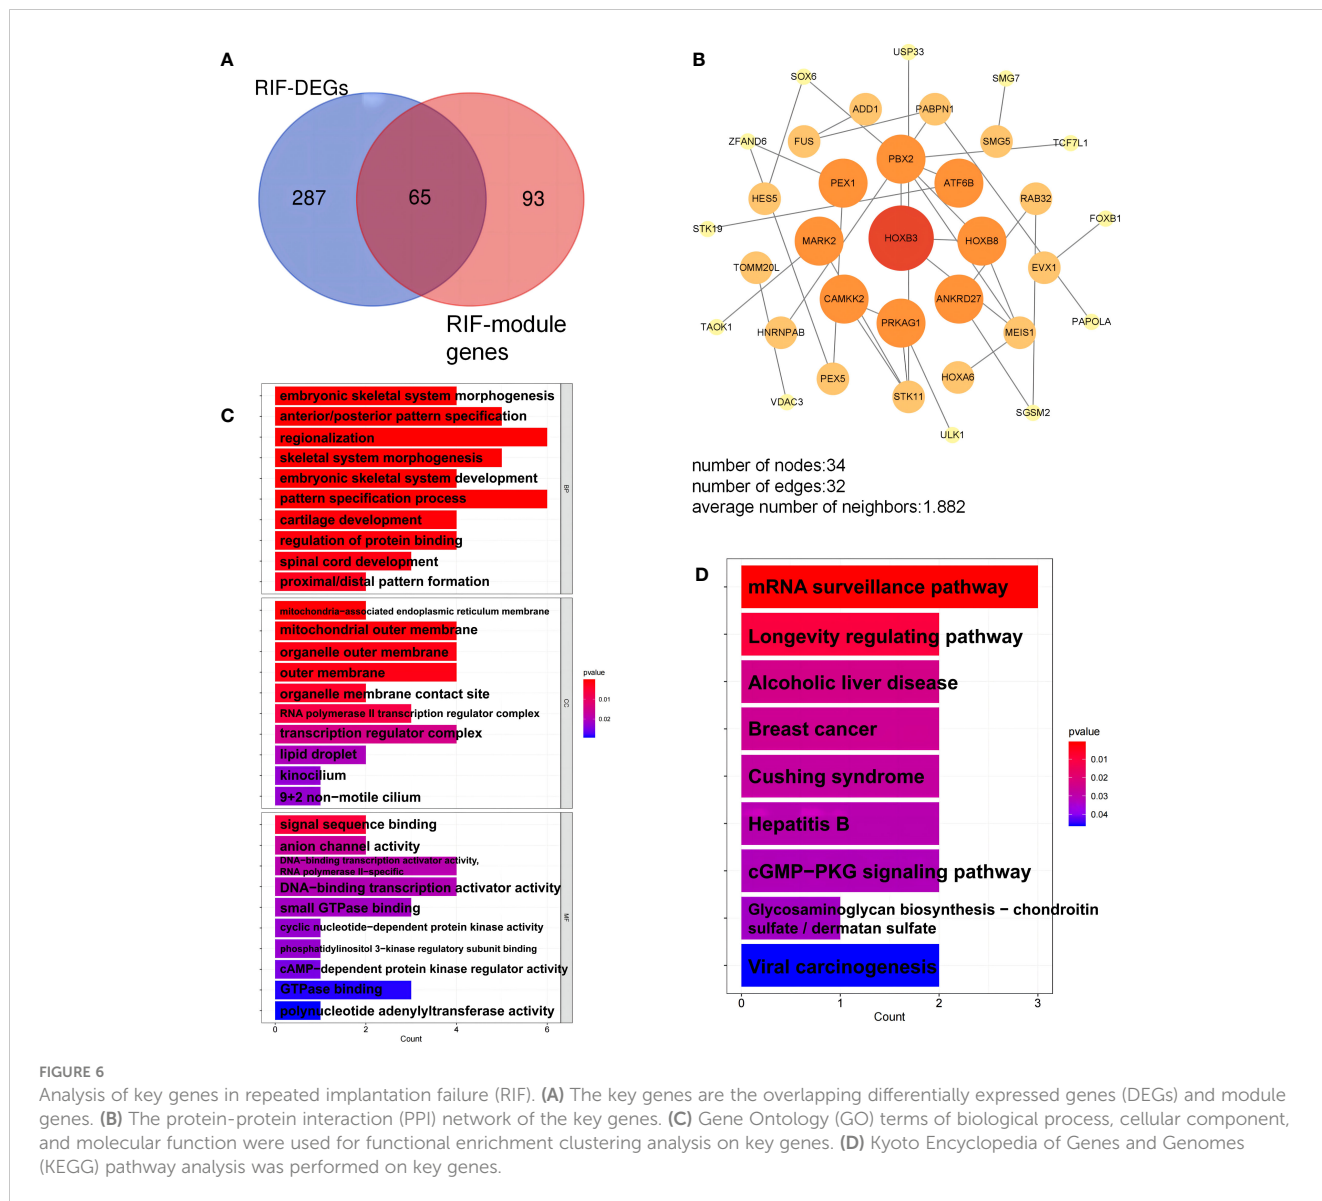 A
RIF-DEGs
287
65
93
RIF-module
genes
B
USP33
SOX6
SMG7
ADD1
PABPN1
FUS
SMG5
TCF7L1
ZFAND6
PBX2
PEX1
ATF6B
HES5
RAB32
FOXB1
STK19
MARK2
HOXB3
HOXB8
TOMM20L
EVX1
CAMKK2
ANKRD27
TAOK1
HNRNPAB
PRKAG1
MEIS1
PAPOLA
PEX5
HOXA6
STK11
VDAC3
SGSM2
ULK1
number of nodes:34
number of edges:32
average number of neighbors:1.882
C
embryonic skeletal system morphogenesis
anterior/posterior pattern specification
regionalization
skeletal system morphogenesis
embryonic skeletal system development
pattern specification process
cartilage development
regulation of protein binding
spinal cord development
proximal/distal pattern formation
BP
mitochondria−associated endoplasmic reticulum membrane
mitochondrial outer membrane
organelle outer membrane
outer membrane
organelle membrane contact site
RNA polymerase II transcription regulator complex
transcription regulator complex
lipid droplet
kinocilium
9+2 non−motile cilium
CC
signal sequence binding
anion channel activity
DNA−binding transcription activator activity,
RNA polymerase II−specific
DNA−binding transcription activator activity
small GTPase binding
cyclic nucleotide−dependent protein kinase activity
phosphatidylinositol 3−kinase regulatory subunit binding
cAMP−dependent protein kinase regulator activity
GTPase binding
polynucleotide adenylyltransferase activity
MF
0 2 4 6
Count
pvalue
0.01
0.02
D
mRNA surveillance pathway
Longevity regulating pathway
Alcoholic liver disease
Breast cancer
Cushing syndrome
Hepatitis B
cGMP−PKG signaling pathway
Glycosaminoglycan biosynthesis − chondroitin
sulfate / dermatan sulfate
Viral carcinogenesis
0 1 2 3
Count
pvalue
0.01
0.02
0.03
0.04
FIGURE 6
Analysis of key genes in repeated implantation failure (RIF). (A) The key genes are the overlapping differentially expressed genes (DEGs) and module
genes. (B) The protein-protein interaction (PPI) network of the key genes. (C) Gene Ontology (GO) terms of biological process, cellular component,
and molecular function were used for functional enrichment clustering analysis on key genes. (D) Kyoto Encyclopedia of Genes and Genomes
(KEGG) pathway analysis was performed on key genes.